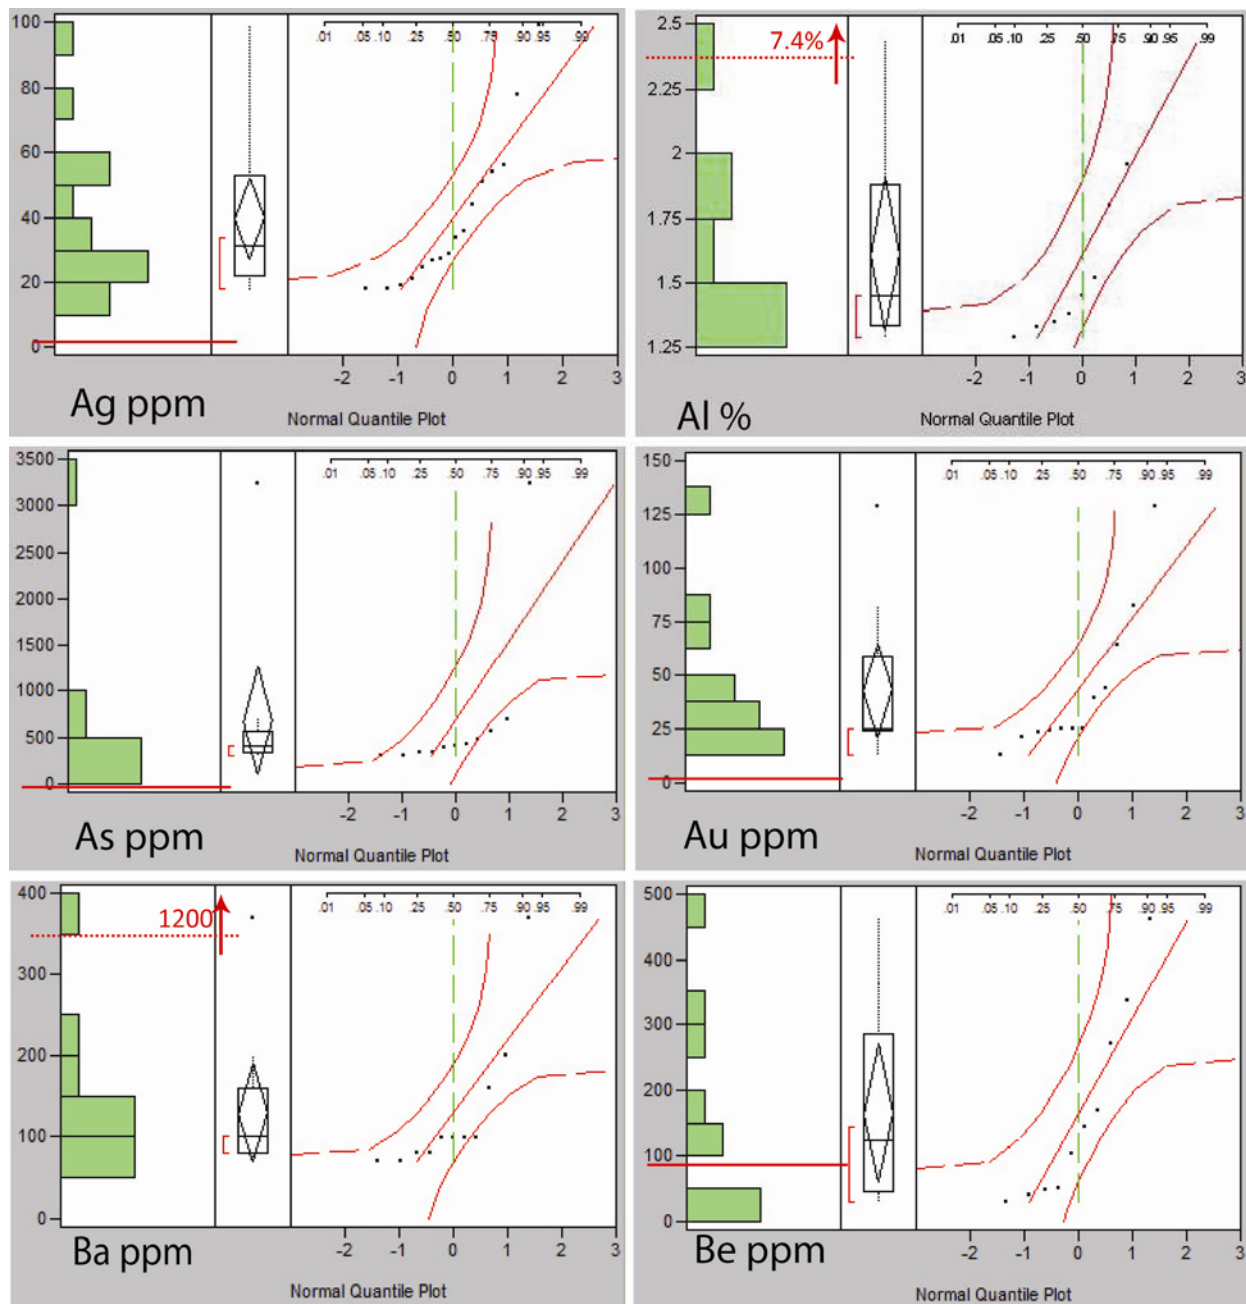 100
80
60
40
20
0
.01 .05 .10 .25 .50 .75 .90 .95 .99
-2 -1 0 1 2 3
Ag ppm
Normal Quantile Plot
2.5
2.25
2
1.75
1.5
1.25
7.4%
.01 .05 .10 .25 .50 .75 .90 .95 .99
-2 -1 0 1 2 3
Al %
Normal Quantile Plot
3500
3000
2500
2000
1500
1000
500
0
.01 .05 .10 .25 .50 .75 .90 .95 .99
-2 -1 0 1 2 3
As ppm
Normal Quantile Plot
150
125
100
75
50
25
0
.01 .05 .10 .25 .50 .75 .90 .95 .99
-2 -1 0 1 2 3
Au ppm
Normal Quantile Plot
400
300
200
100
0
1200
.01 .05 .10 .25 .50 .75 .90 .95 .99
-2 -1 0 1 2 3
Ba ppm
Normal Quantile Plot
500
400
300
200
100
0
.01 .05 .10 .25 .50 .75 .90 .95 .99
-2 -1 0 1 2 3
Be ppm
Normal Quantile Plot